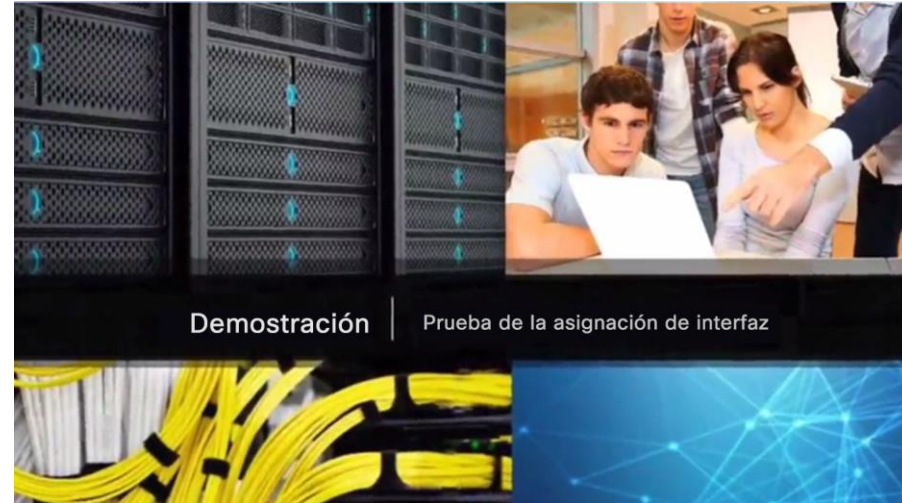 Demostración | Prueba de la asignación de interfaz